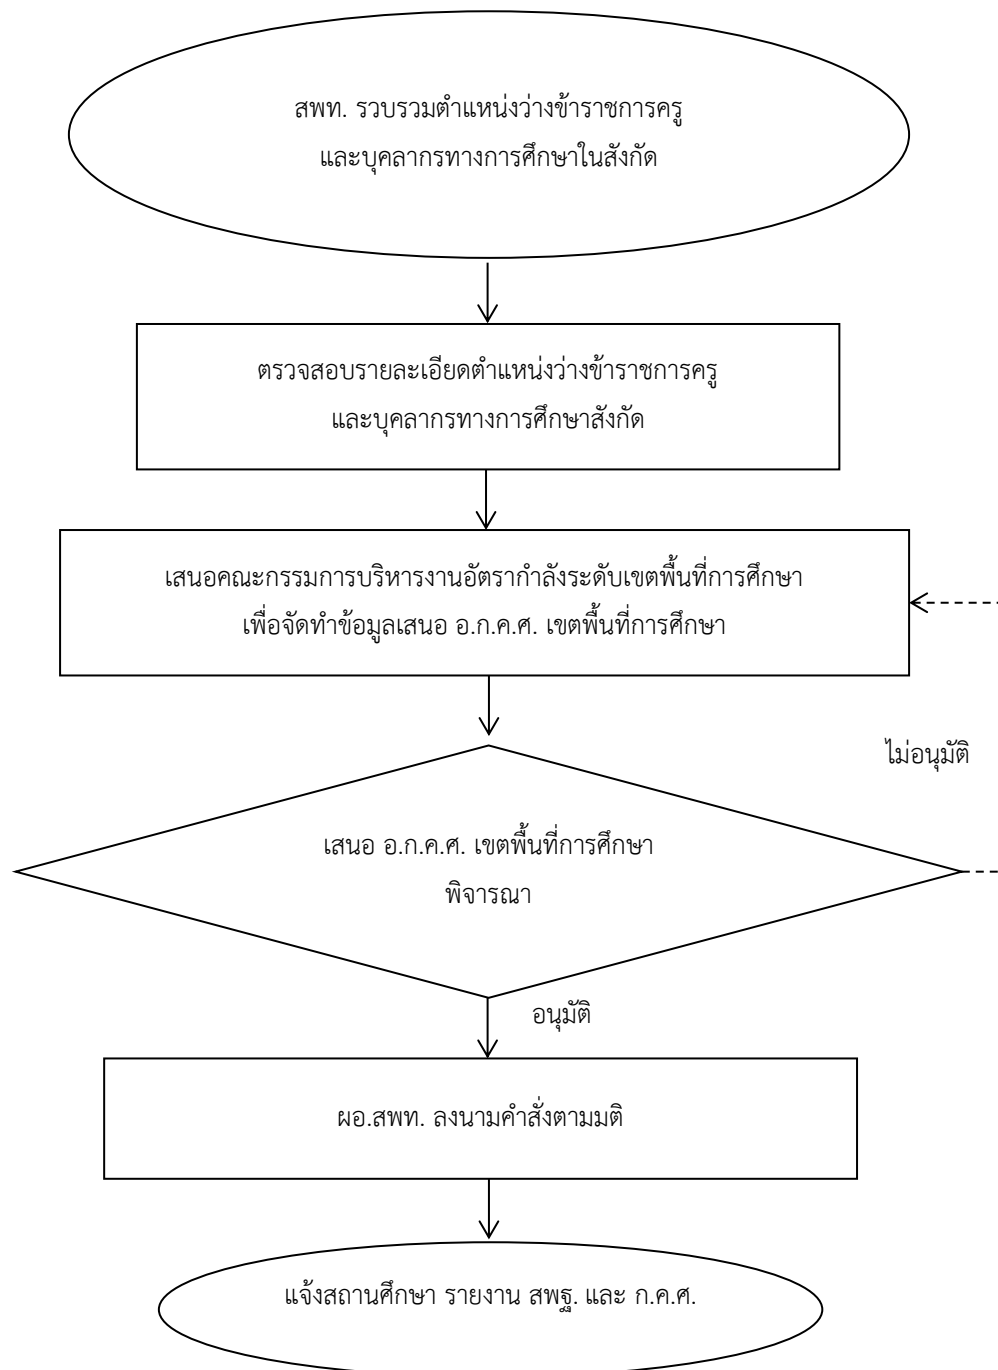 สพท. รวบรวมตำแหน่งว่างข้าราชการครู
และบุคลากรทางการศึกษาในสังกัด
ตรวจสอบรายละเอียดตำแหน่งว่างข้าราชการครู
และบุคลากรทางการศึกษาสังกัด
เสนอคณะกรรมการบริหารงานอัตรากำลังระดับเขตพื้นที่การศึกษา
เพื่อจัดทำข้อมูลเสนอ อ.ก.ค.ศ. เขตพื้นที่การศึกษา
ไม่อนุมัติ
เสนอ อ.ก.ค.ศ. เขตพื้นที่การศึกษา
พิจารณา
อนุมัติ
ผอ.สพท. ลงนามคำสั่งตามมติ
แจ้งสถานศึกษา รายงาน สพฐ. และ ก.ค.ศ.